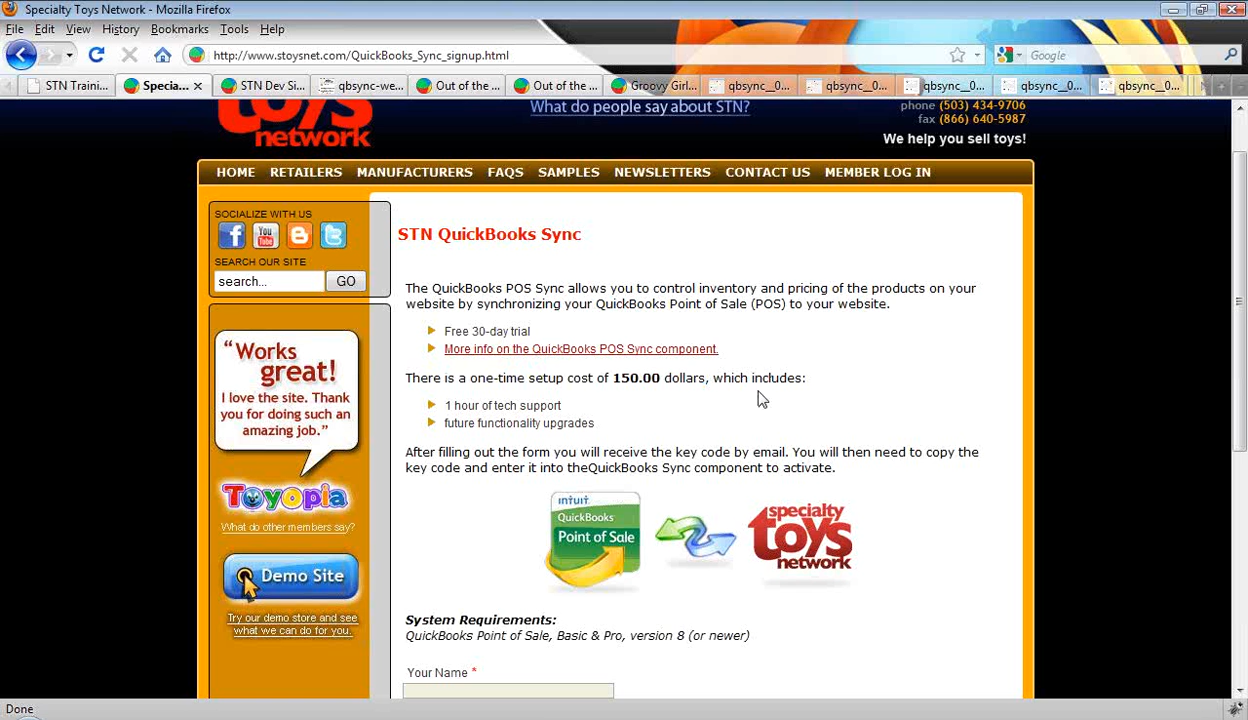 Specialty Toys Network - Mozilla Firefox
File Edit View History Bookmarks Tools Help
http://www.stoysnet.com/QuickBooks_Sync_signup.html
Google
STN Traini... Specia... STN Dev Si... qbsync-we... Out of the ... Out of the ... Groovy Girl... qbsync__0... qbsync__0... qbsync__0... qbsync__0... qbsync__0...
toys
network
What do people say about STN?
phone (503) 434-9706
fax (866) 640-5987
We help you sell toys!
HOME RETAILERS MANUFACTURERS FAQS SAMPLES NEWSLETTERS CONTACT US MEMBER LOG IN
SOCIALIZE WITH US
f You Tube B t
SEARCH OUR SITE
search... GO
"Works
great!
I love the site. Thank
you for doing such an
amazing job."
Toyopia
What do other members say?
Demo Site
Try our demo store and see
what we can do for you.
STN QuickBooks Sync
The QuickBooks POS Sync allows you to control inventory and pricing of the products on your
website by synchronizing your QuickBooks Point of Sale (POS) to your website.
Free 30-day trial
More info on the QuickBooks POS Sync component.
There is a one-time setup cost of 150.00 dollars, which includes:
1 hour of tech support
future functionality upgrades
After filling out the form you will receive the key code by email. You will then need to copy the
key code and enter it into theQuickBooks Sync component to activate.
intuit
QuickBooks
Point of Sale
specialty
toys
network
System Requirements:
QuickBooks Point of Sale, Basic & Pro, version 8 (or newer)
Your Name *
Done